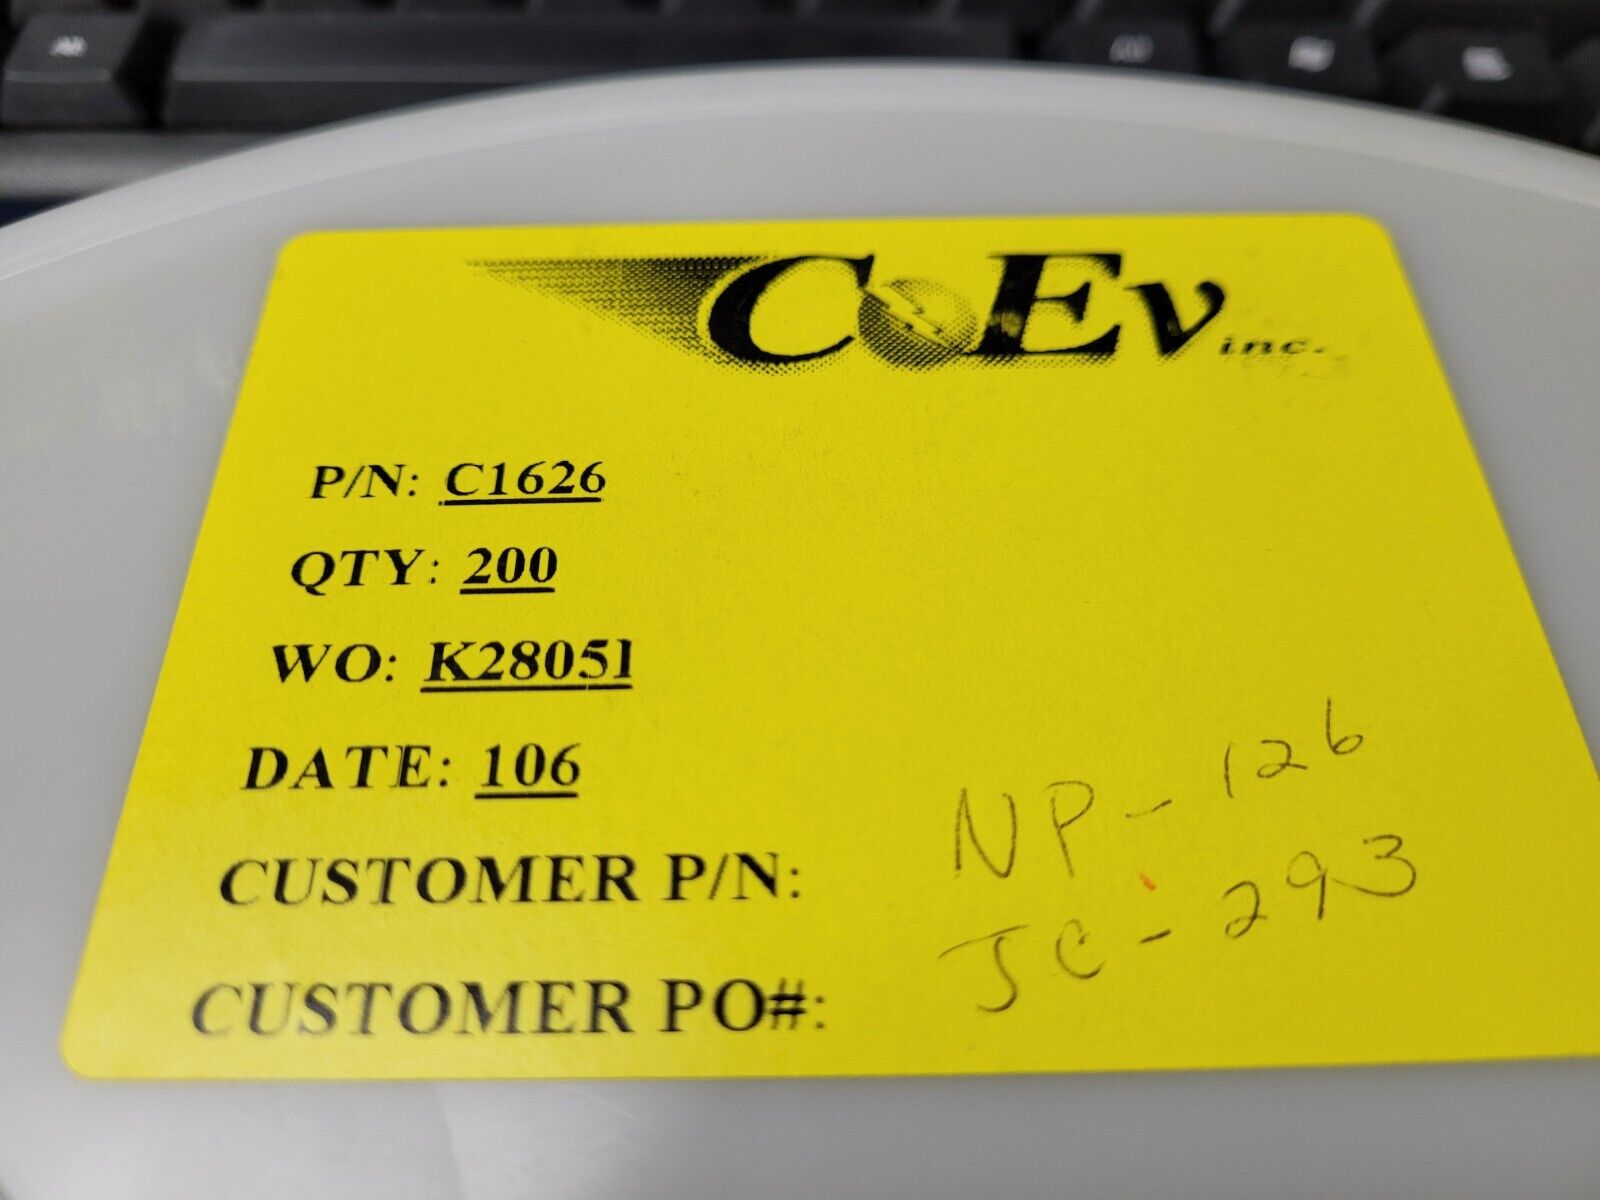 CoEv inc.
P/N: C1626
QTY: 200
WO: K28051
DATE: 106
CUSTOMER P/N:
CUSTOMER PO#:
NP-126
JC-293